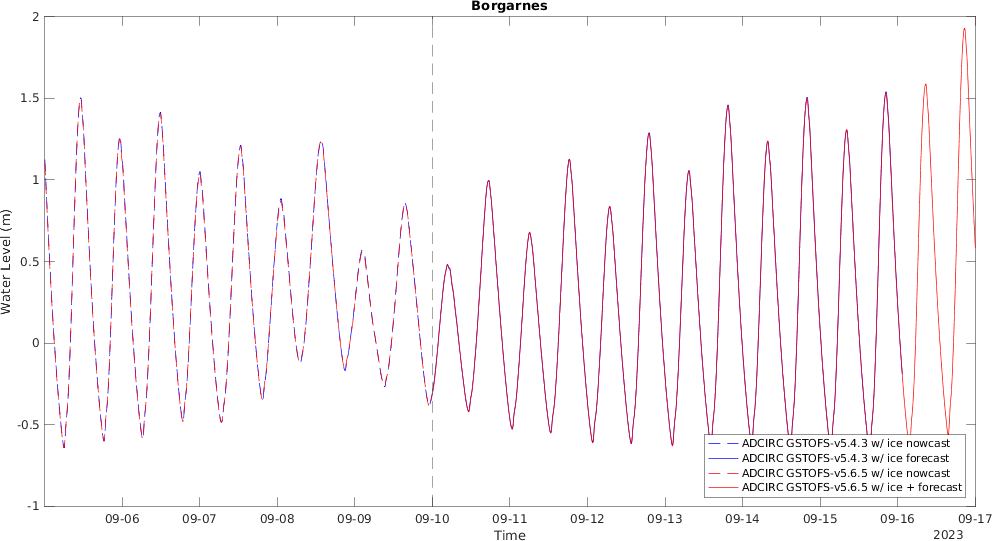 Borgarnes
2
1.5
1
0.5
0
-0.5
-1
Water Level (m)
09-06
09-07
09-08
09-09
09-10
09-11
09-12
09-13
09-14
09-15
09-16
09-17
2023
Time
ADCIRC GSTOFS-v5.4.3 w/ ice nowcast
ADCIRC GSTOFS-v5.4.3 w/ ice forecast
ADCIRC GSTOFS-v5.6.5 w/ ice nowcast
ADCIRC GSTOFS-v5.6.5 w/ ice + forecast